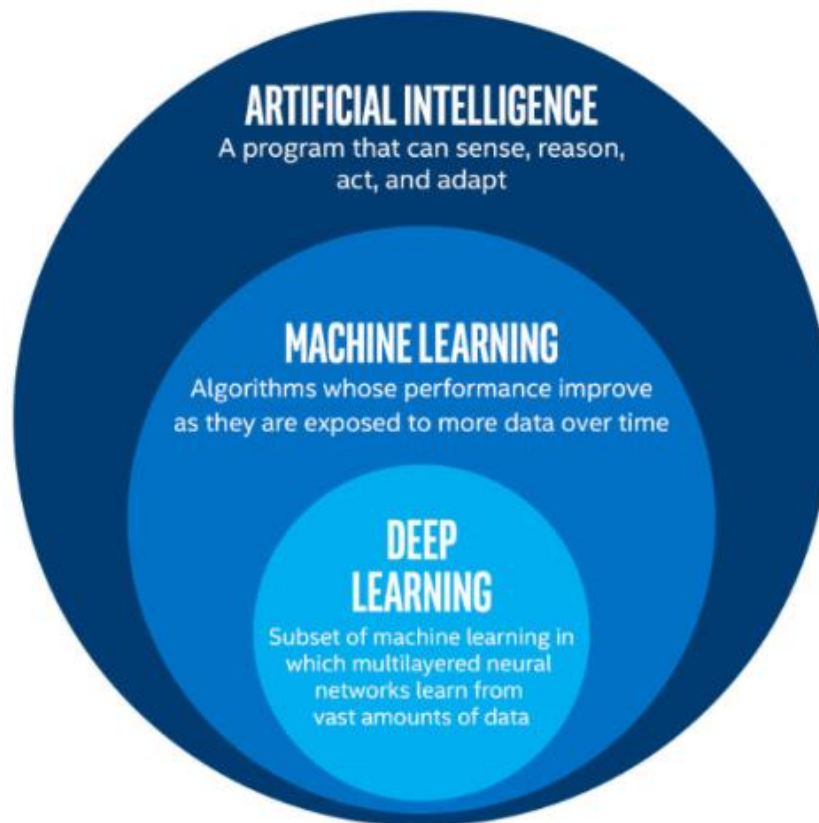 ARTIFICIAL INTELLIGENCE
A program that can sense, reason,
act, and adapt
MACHINE LEARNING
Algorithms whose performance improve
as they are exposed to more data over time
DEEP
LEARNING
Subset of machine learning in
which multilayered neural
networks learn from
vast amounts of data